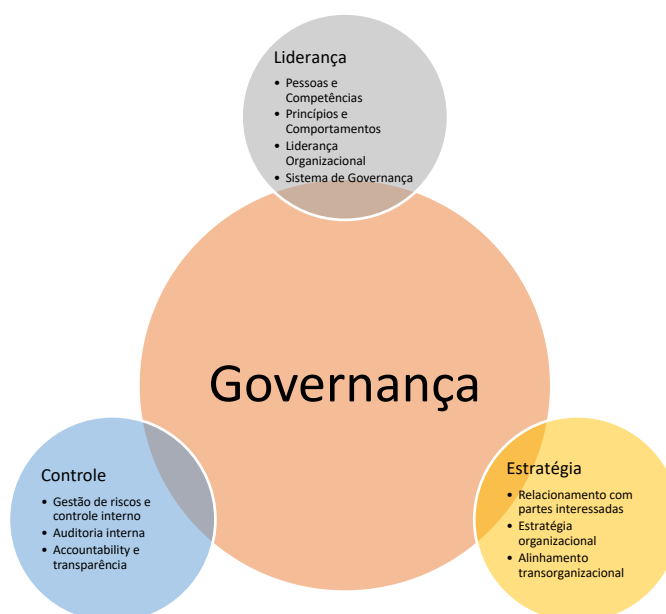 Liderança
• Pessoas e
Competências
• Princípios e
Comportamentos
• Liderança
Organizacional
• Sistema de Governança
Governança
Controle
• Gestão de riscos e
controle interno
• Auditoria interna
• Accountability e
transparência
Estratégia
• Relacionamento com
partes interessadas
• Estratégia
organizacional
• Alinhamento
transorganizacional